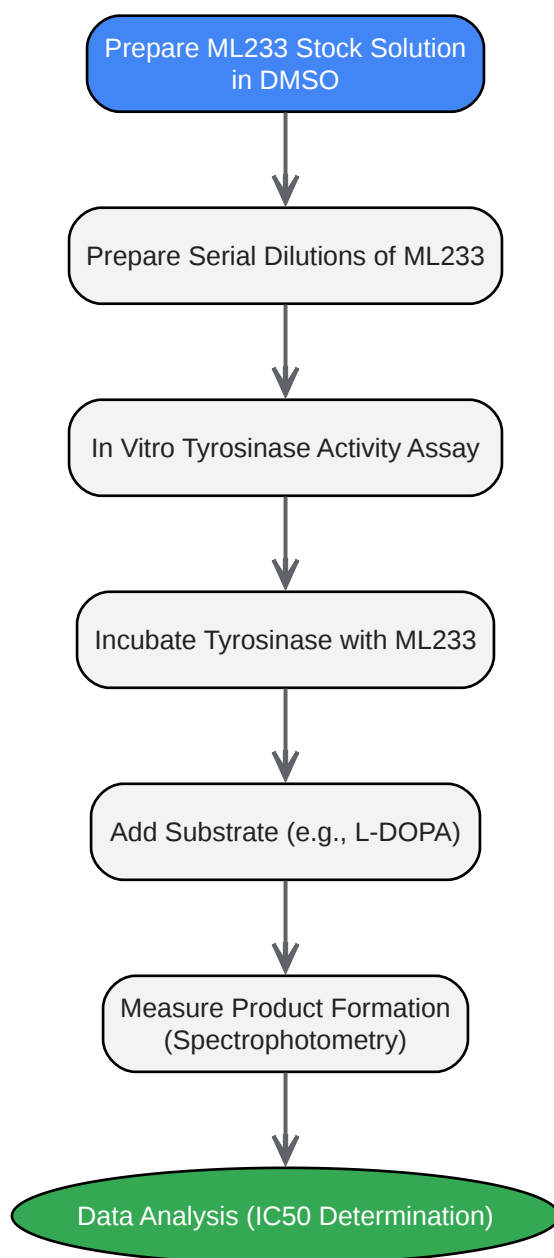 Prepare ML233 Stock Solution
in DMSO
Prepare Serial Dilutions of ML233
In Vitro Tyrosinase Activity Assay
Incubate Tyrosinase with ML233
Add Substrate (e.g., L-DOPA)
Measure Product Formation
(Spectrophotometry)
Data Analysis (IC50 Determination)